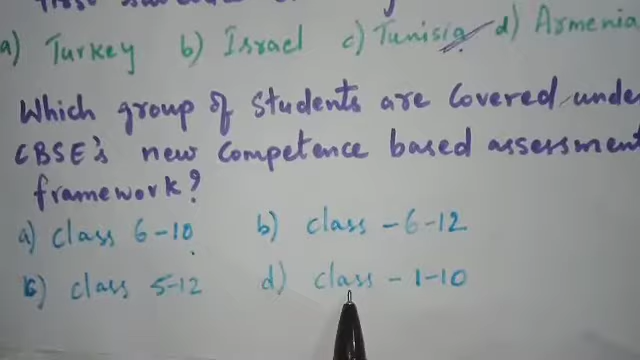 a) Turkey b) Israel c) Tunisia d) Armenia
Which group of Students are Covered unde
CBSE's new Competence based assessment
framework?
a) class 6-10 b) class - 6-12
c) class 5-12 d) class - 1-10